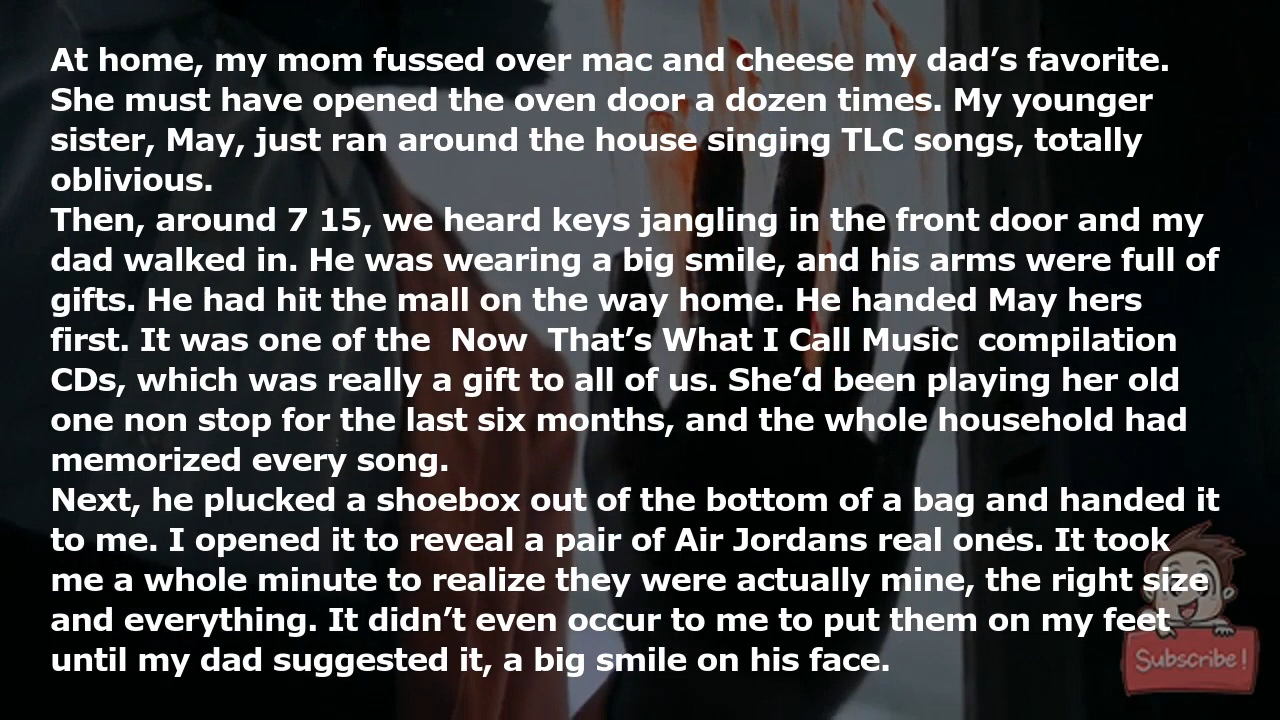 At home, my mom fussed over mac and cheese my dad’s favorite.
She must have opened the oven door a dozen times. My younger
sister, May, just ran around the house singing TLC songs, totally
oblivious.
Then, around 7 15, we heard keys jangling in the front door and my
dad walked in. He was wearing a big smile, and his arms were full of
gifts. He had hit the mall on the way home. He handed May hers
first. It was one of the  Now  That’s What I Call Music  compilation
CDs, which was really a gift to all of us. She’d been playing her old
one non stop for the last six months, and the whole household had
memorized every song.
Next, he plucked a shoebox out of the bottom of a bag and handed it
to me. I opened it to reveal a pair of Air Jordans real ones. It took
me a whole minute to realize they were actually mine, the right size
and everything. It didn’t even occur to me to put them on my feet
until my dad suggested it, a big smile on his face.
Subscribe!